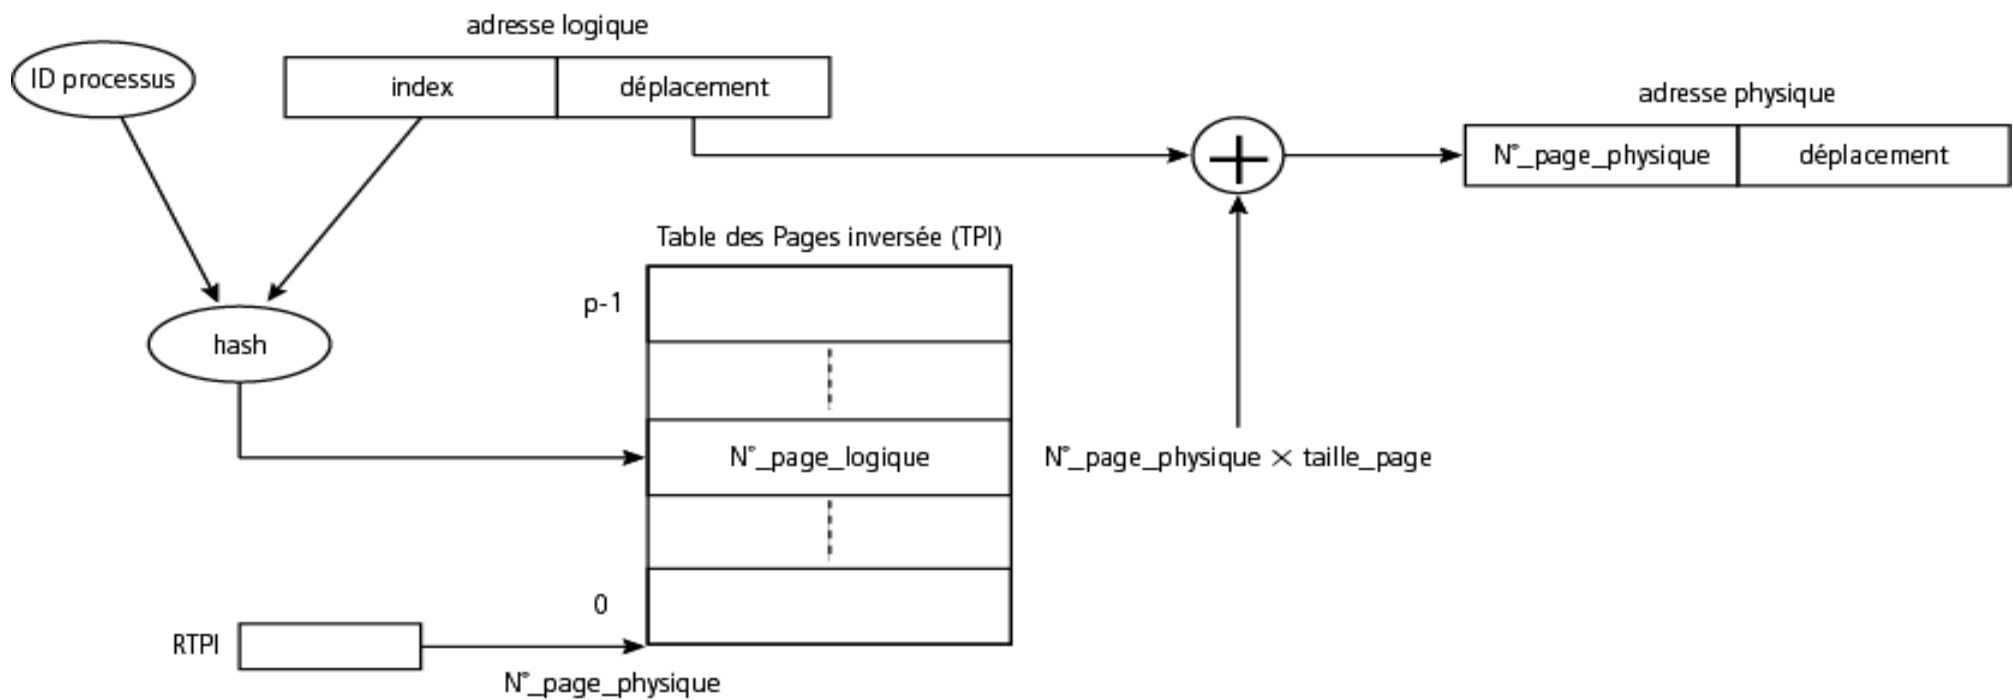 adresse logique
ID processus
index
déplacement
adresse physique
N°_page_physique
déplacement
Table des Pages inversée (TPI)
p-1
hash
N°_page_logique
N°_page_physique × taille_page
0
RTPI
N°_page_physique